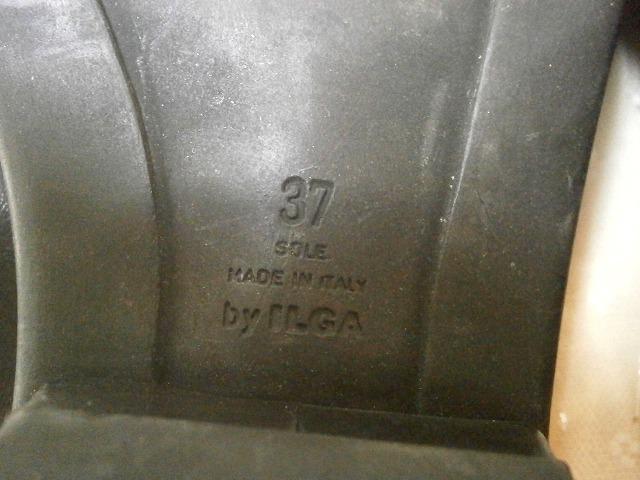 37
SOLE
MADE IN ITALY
by ILGA